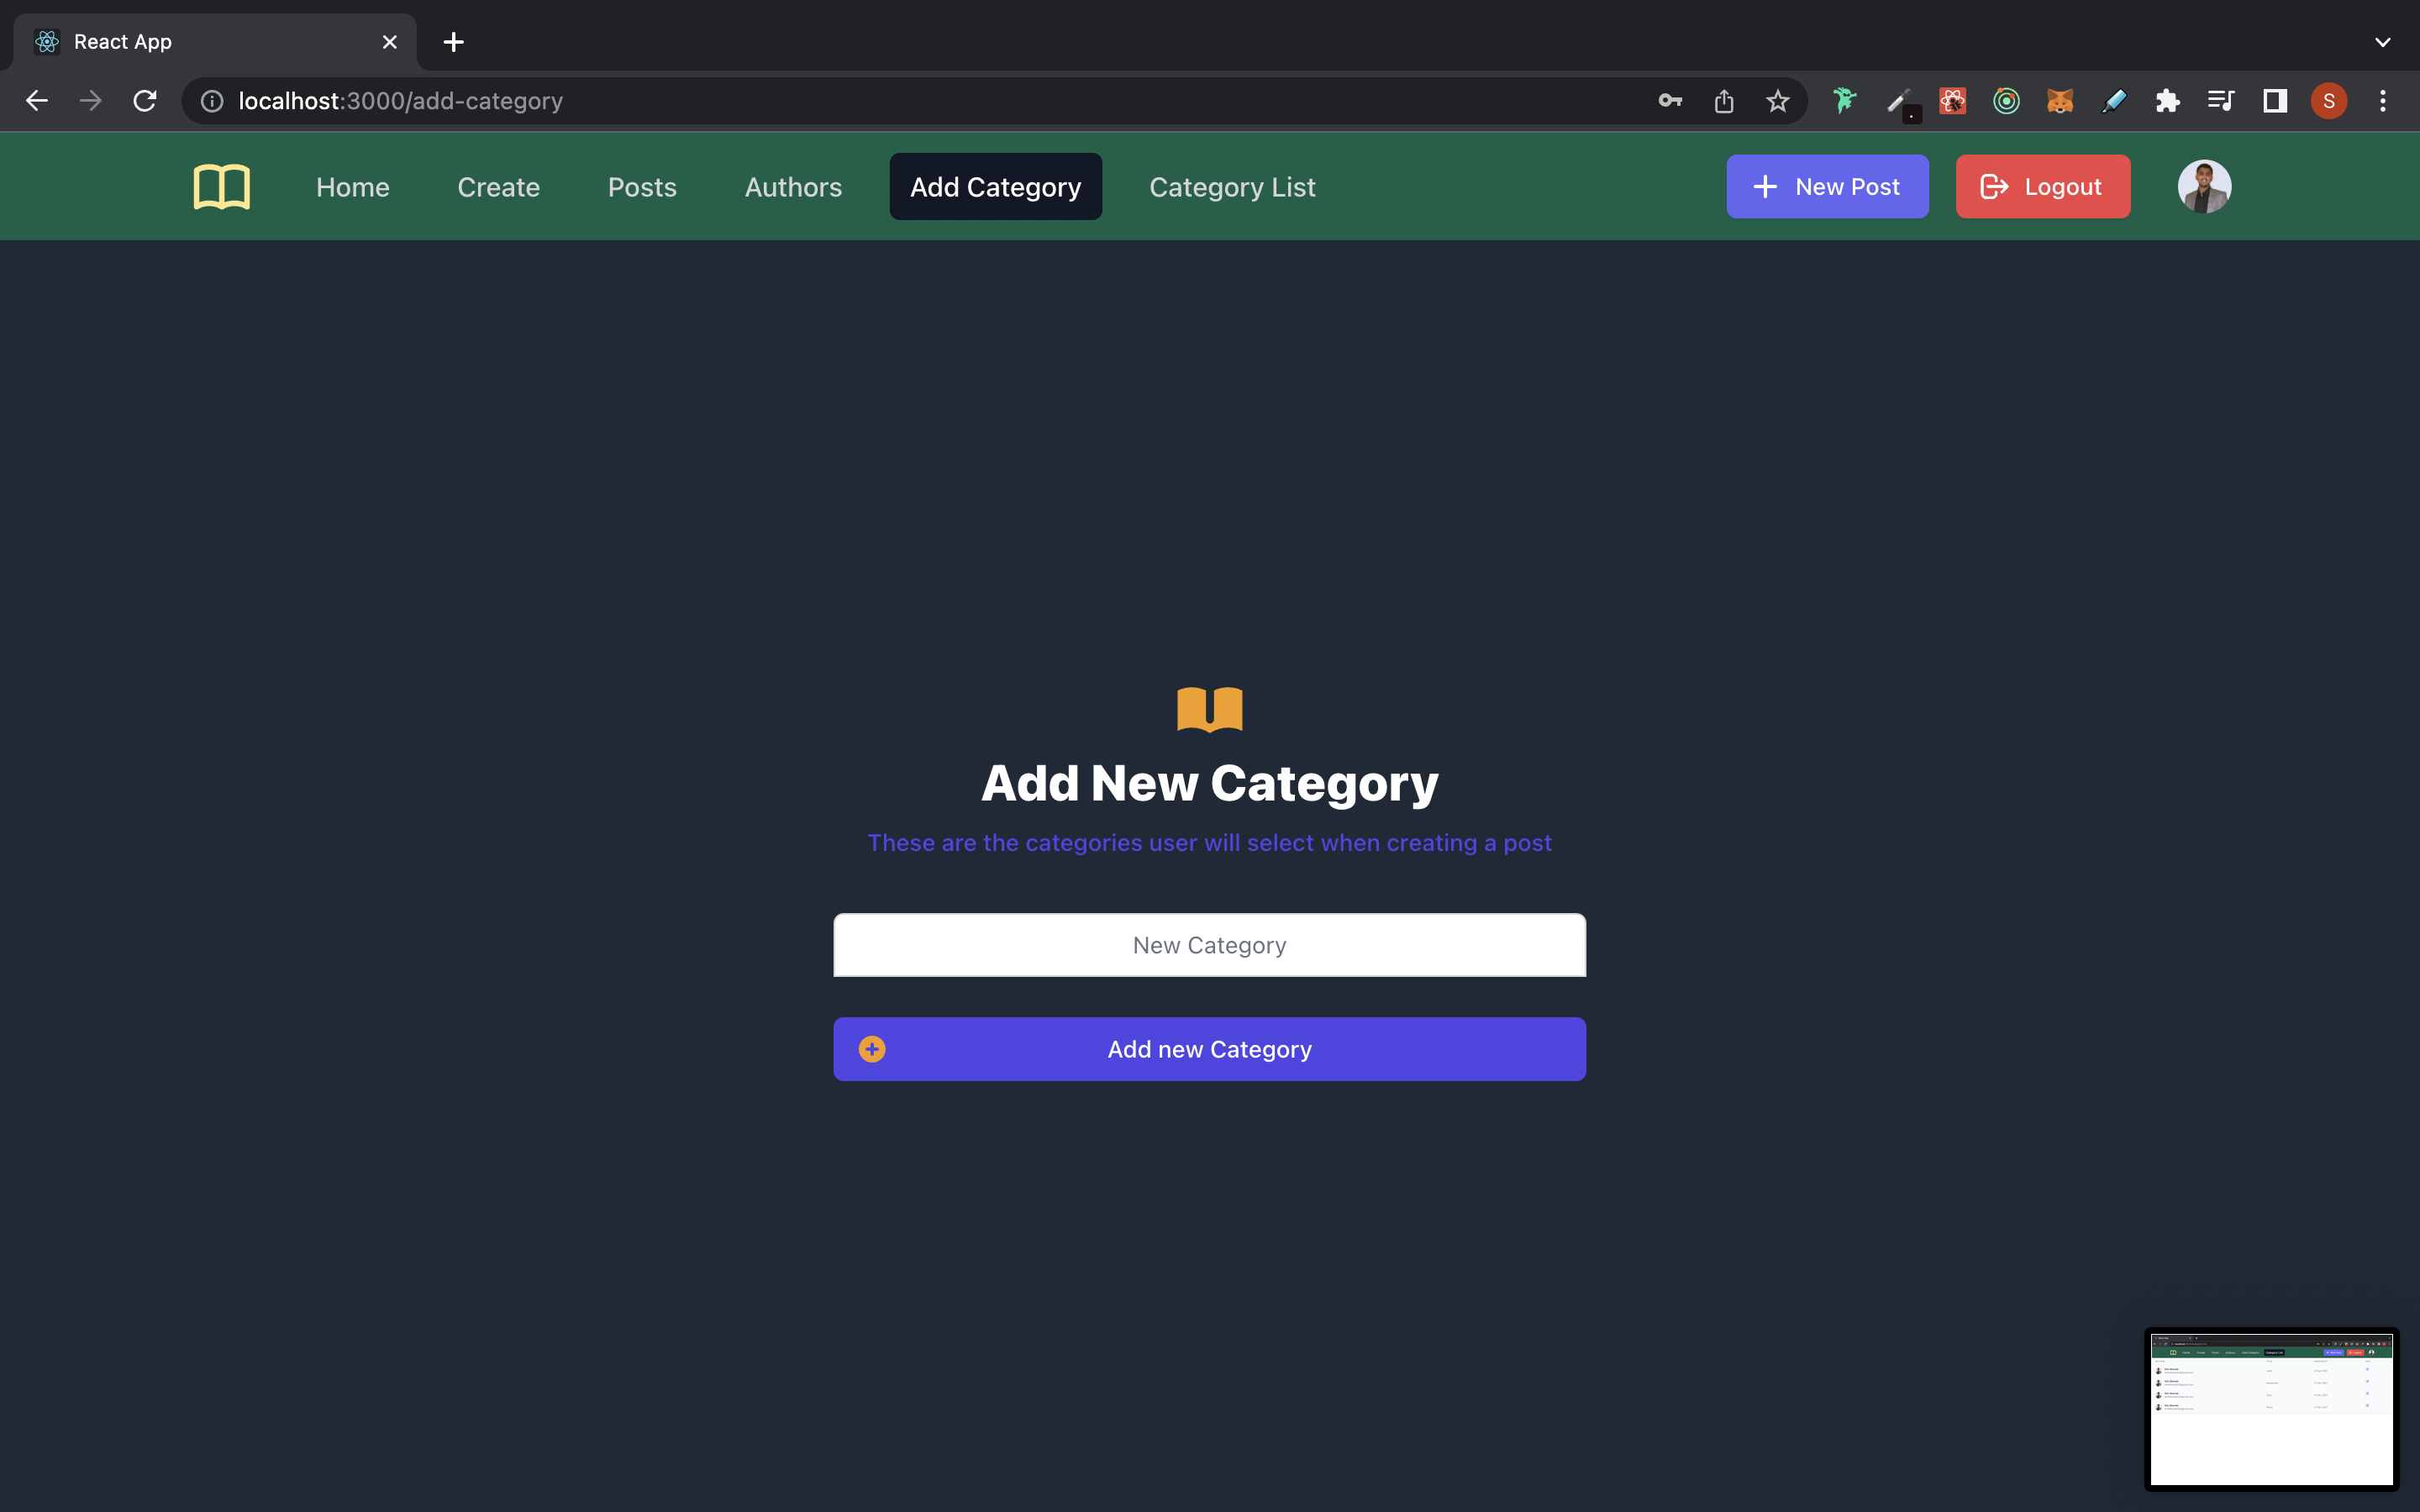 React App
localhost:3000/add-category
S
Home Create Posts Authors Add Category Category List New Post Logout
Add New Category
These are the categories user will select when creating a post
New Category
Add new Category